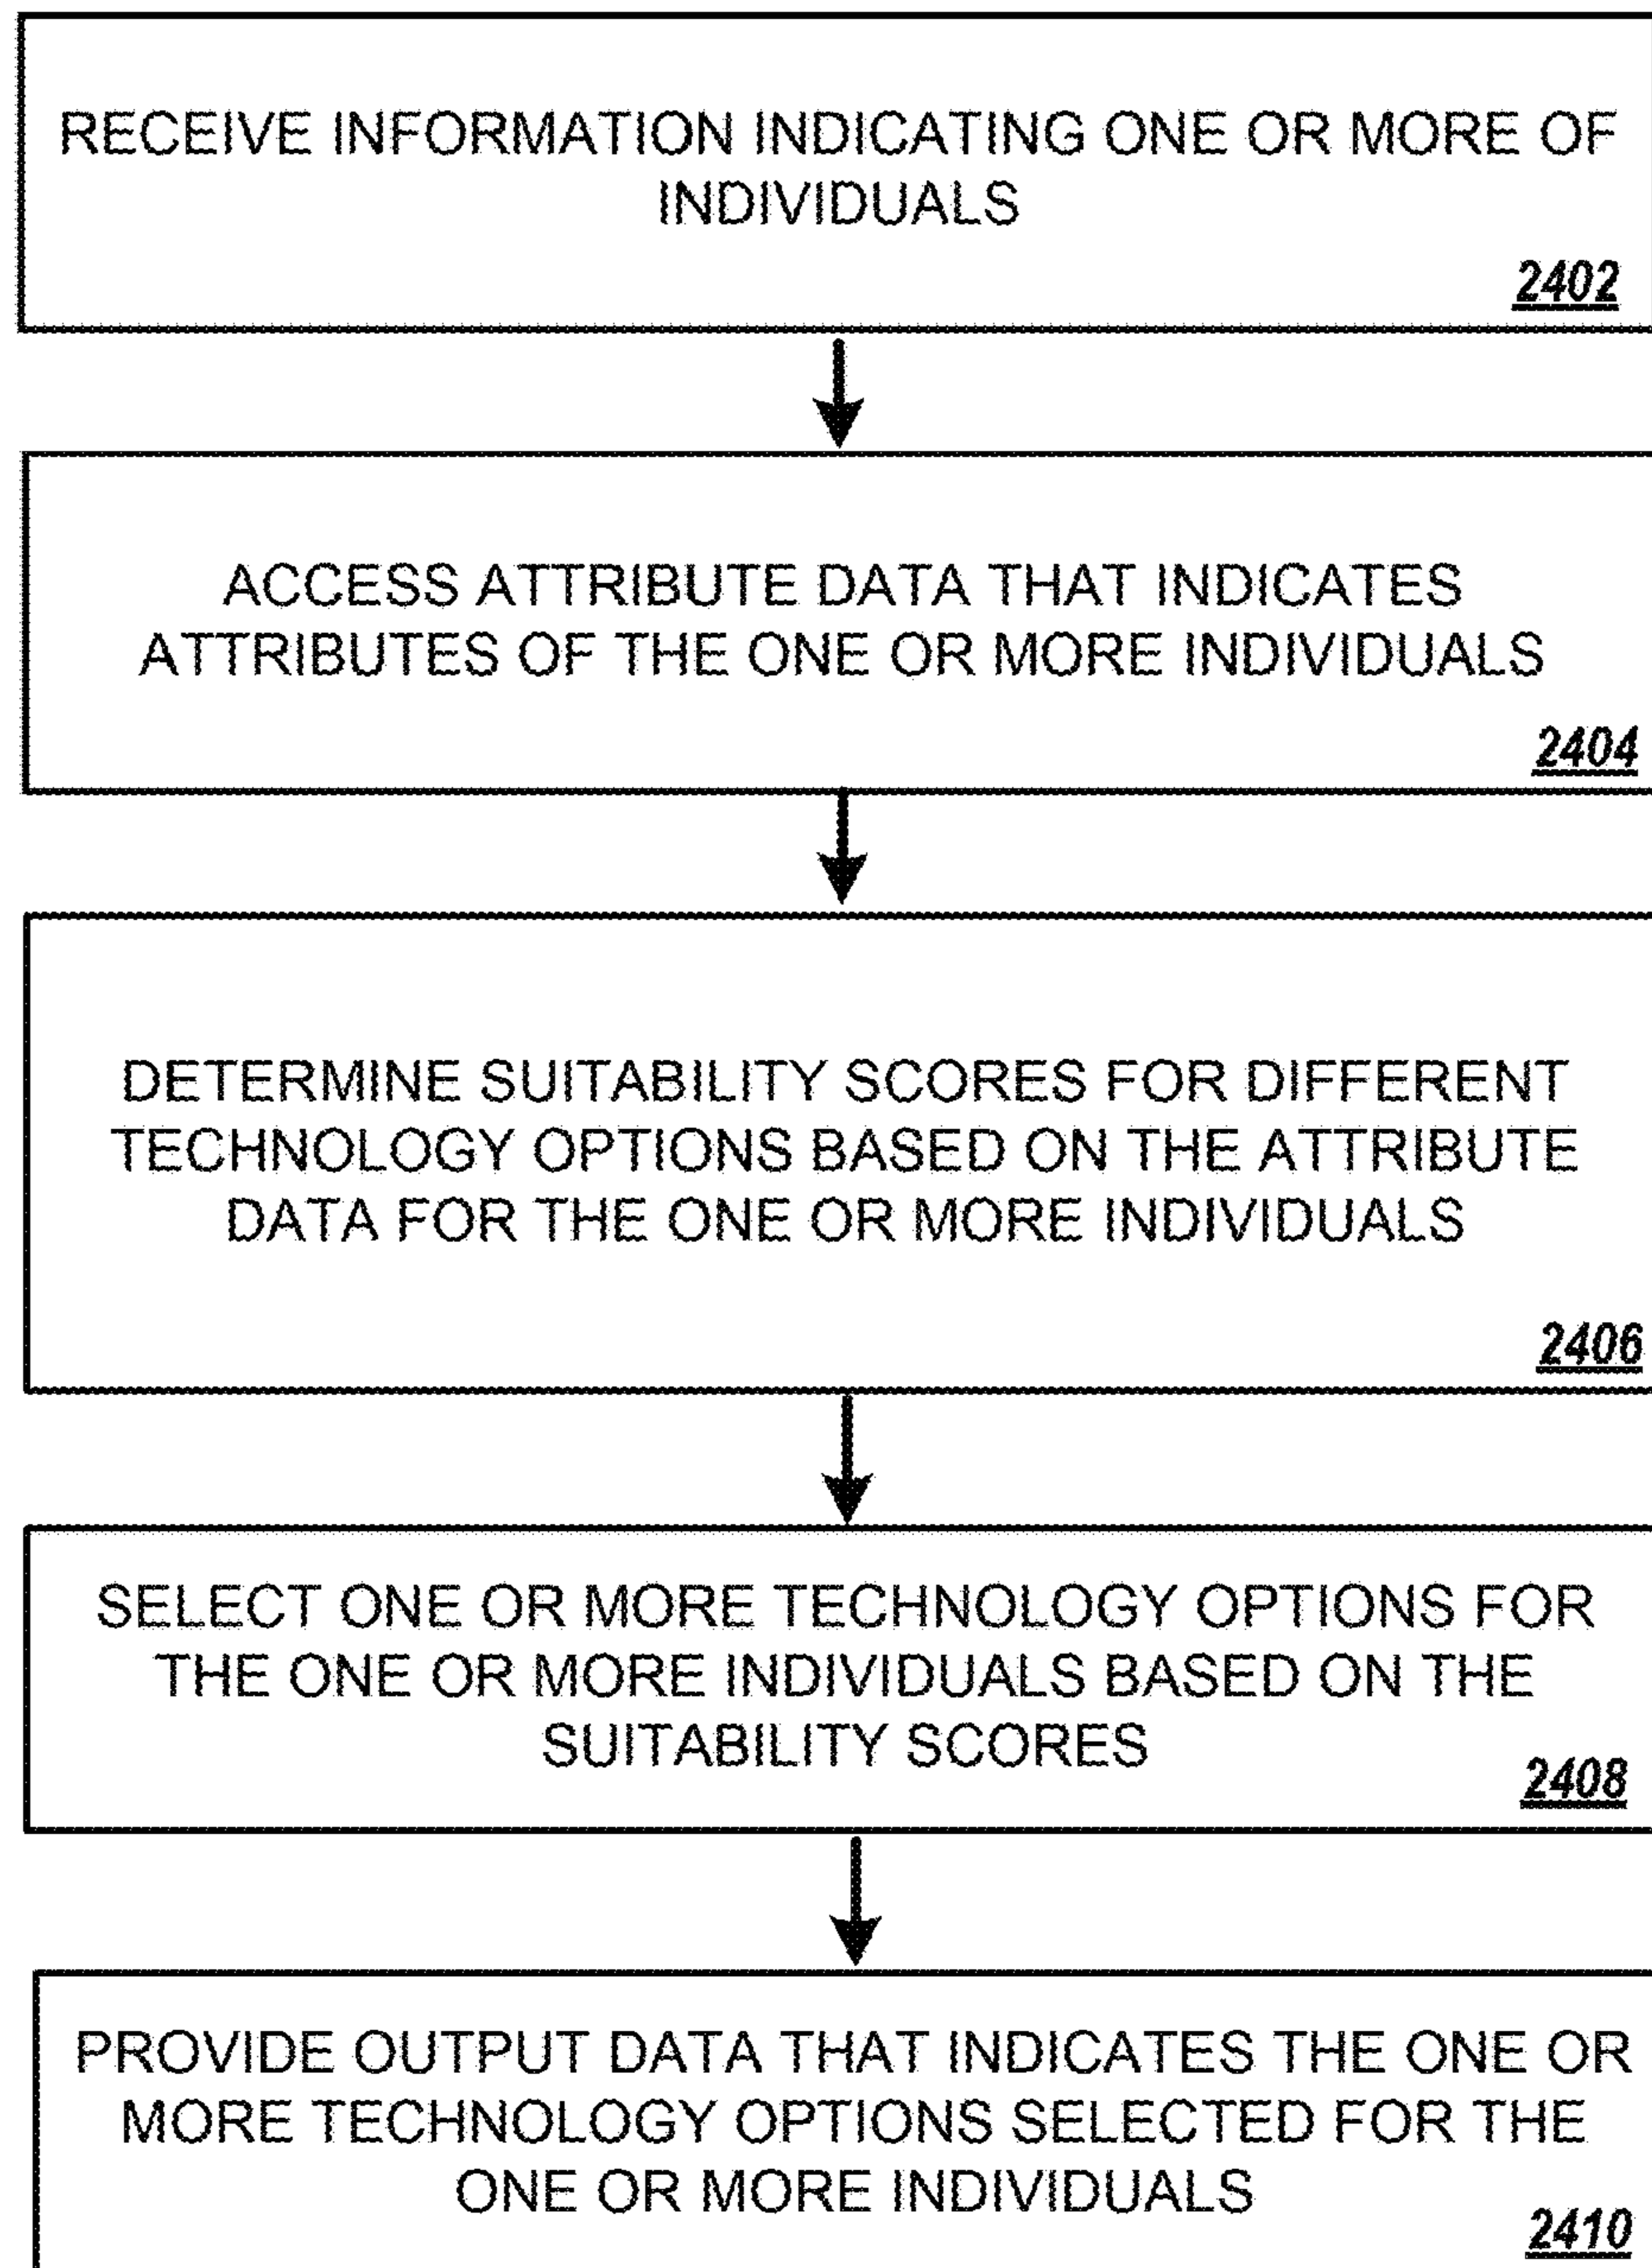 RECEIVE INFORMATION INDICATING ONE OR MORE OF
INDIVIDUALS
2402
ACCESS ATTRIBUTE DATA THAT INDICATES
ATTRIBUTES OF THE ONE OR MORE INDIVIDUALS
2404
DETERMINE SUITABILITY SCORES FOR DIFFERENT
TECHNOLOGY OPTIONS BASED ON THE ATTRIBUTE
DATA FOR THE ONE OR MORE INDIVIDUALS
2406
SELECT ONE OR MORE TECHNOLOGY OPTIONS FOR
THE ONE OR MORE INDIVIDUALS BASED ON THE
SUITABILITY SCORES
2408
PROVIDE OUTPUT DATA THAT INDICATES THE ONE OR
MORE TECHNOLOGY OPTIONS SELECTED FOR THE
ONE OR MORE INDIVIDUALS
2410